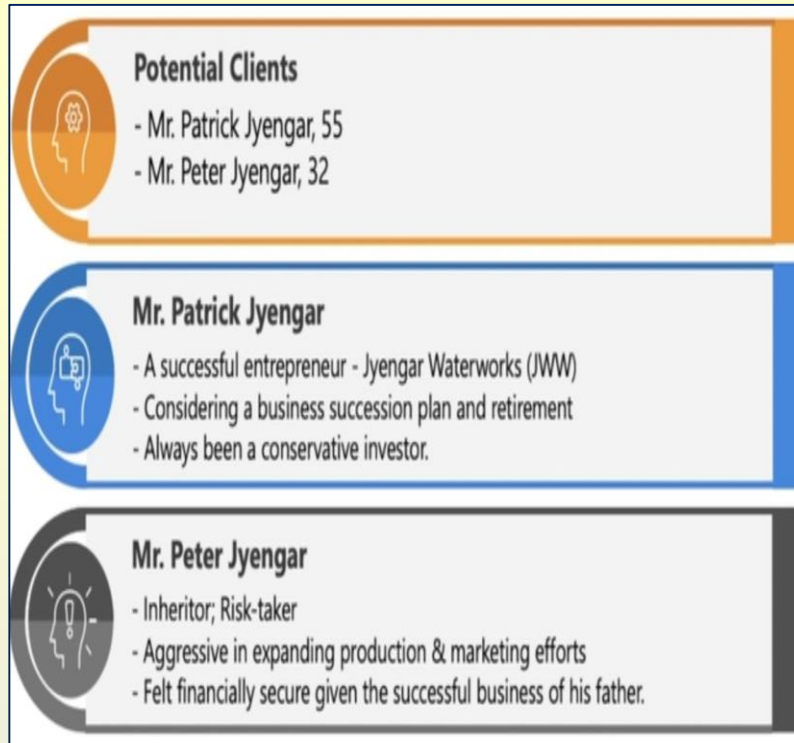 Potential Clients
- Mr. Patrick Jyengar, 55
- Mr. Peter Jyengar, 32
Mr. Patrick Jyengar
- A successful entrepreneur - Jyengar Waterworks (JWW)
- Considering a business succession plan and retirement
- Always been a conservative investor.
Mr. Peter Jyengar
- Inheritor; Risk-taker
- Aggressive in expanding production & marketing efforts
- Felt financially secure given the successful business of his father.